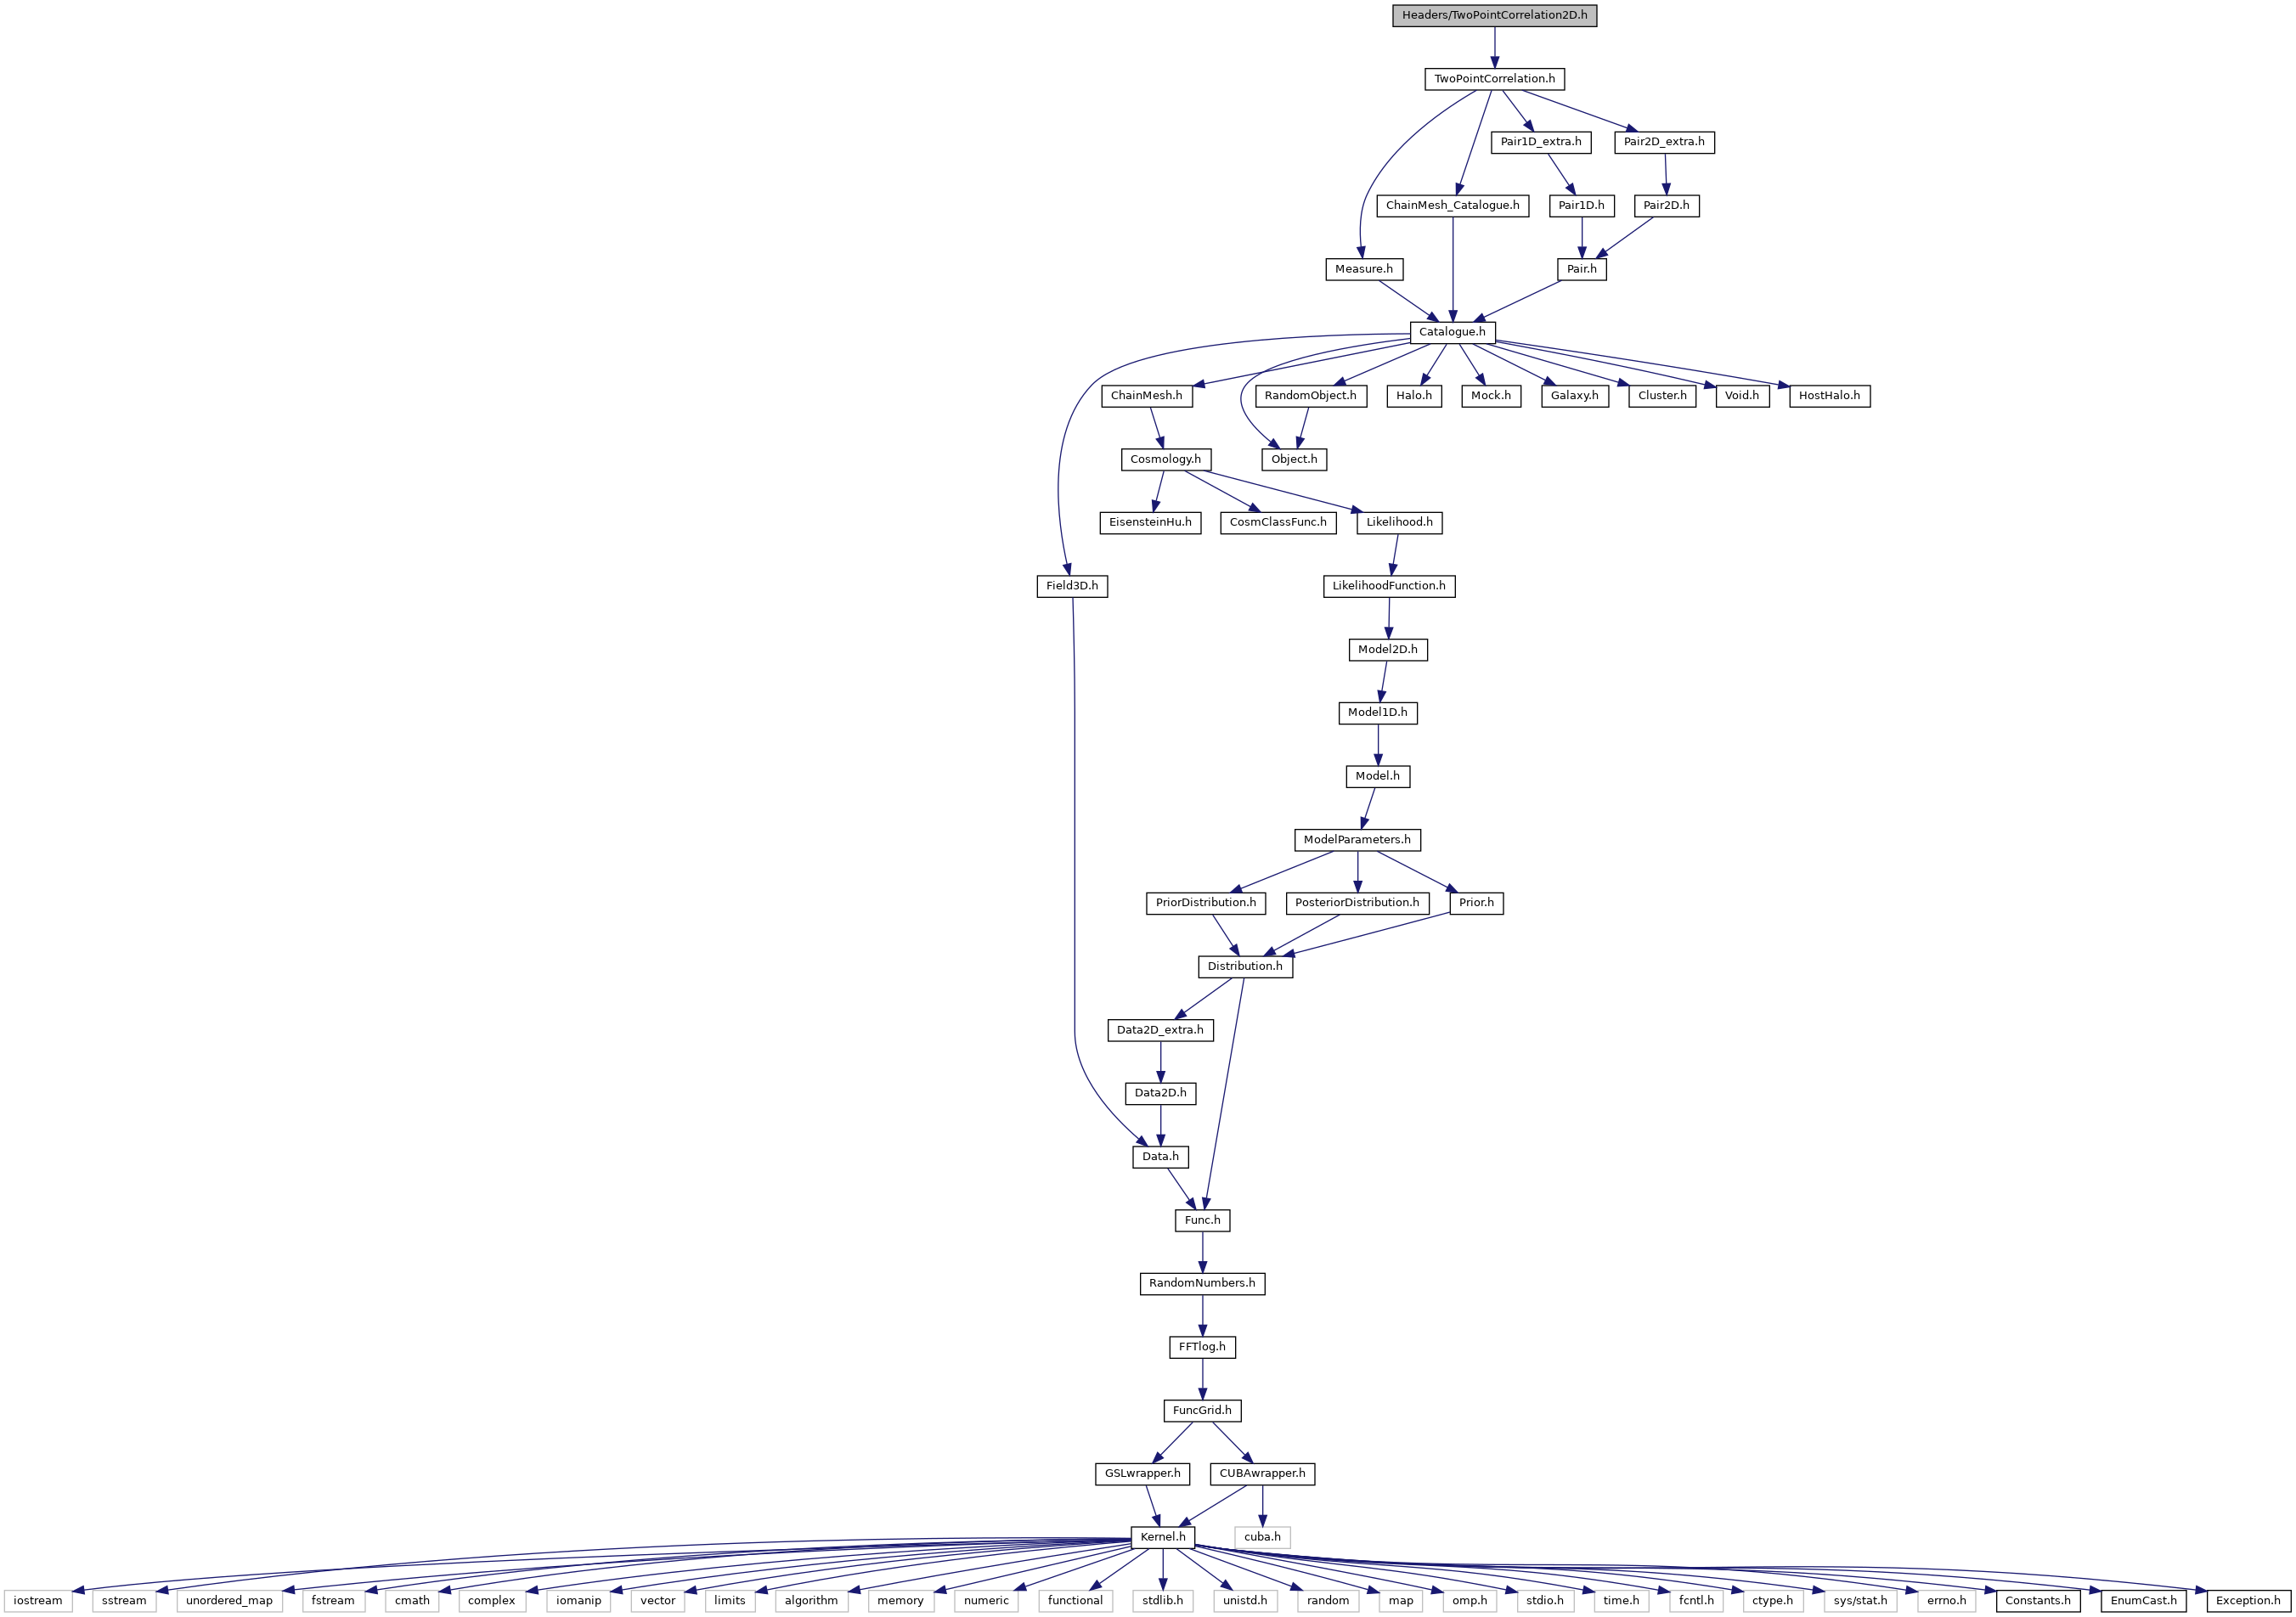 Headers/TwoPointCorrelation2D.h
TwoPointCorrelation.h
Pair1D_extra.h
Pair2D_extra.h
ChainMesh_Catalogue.h
Pair1D.h
Pair2D.h
Measure.h
Pair.h
Catalogue.h
ChainMesh.h
RandomObject.h
Halo.h
Mock.h
Galaxy.h
Cluster.h
Void.h
HostHalo.h
Cosmology.h
Object.h
EisensteinHu.h
CosmClassFunc.h
Likelihood.h
Field3D.h
LikelihoodFunction.h
Model2D.h
Model1D.h
Model.h
ModelParameters.h
PriorDistribution.h
PosteriorDistribution.h
Prior.h
Distribution.h
Data2D_extra.h
Data2D.h
Data.h
Func.h
RandomNumbers.h
FFTlog.h
FuncGrid.h
GSLwrapper.h
CUBAwrapper.h
Kernel.h
cuba.h
iostream
sstream
unordered_map
fstream
cmath
complex
iomanip
vector
limits
algorithm
memory
numeric
functional
stdlib.h
unistd.h
random
map
omp.h
stdio.h
time.h
fcntl.h
ctype.h
sys/stat.h
errno.h
Constants.h
EnumCast.h
Exception.h